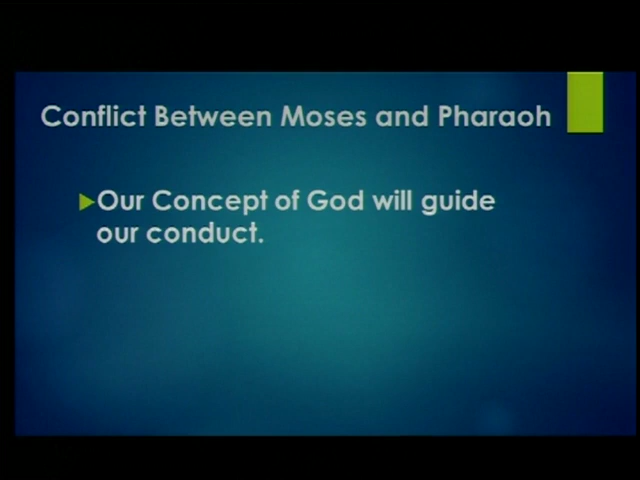 Conflict Between Moses and Pharaoh
Our Concept of God will guide
our conduct.